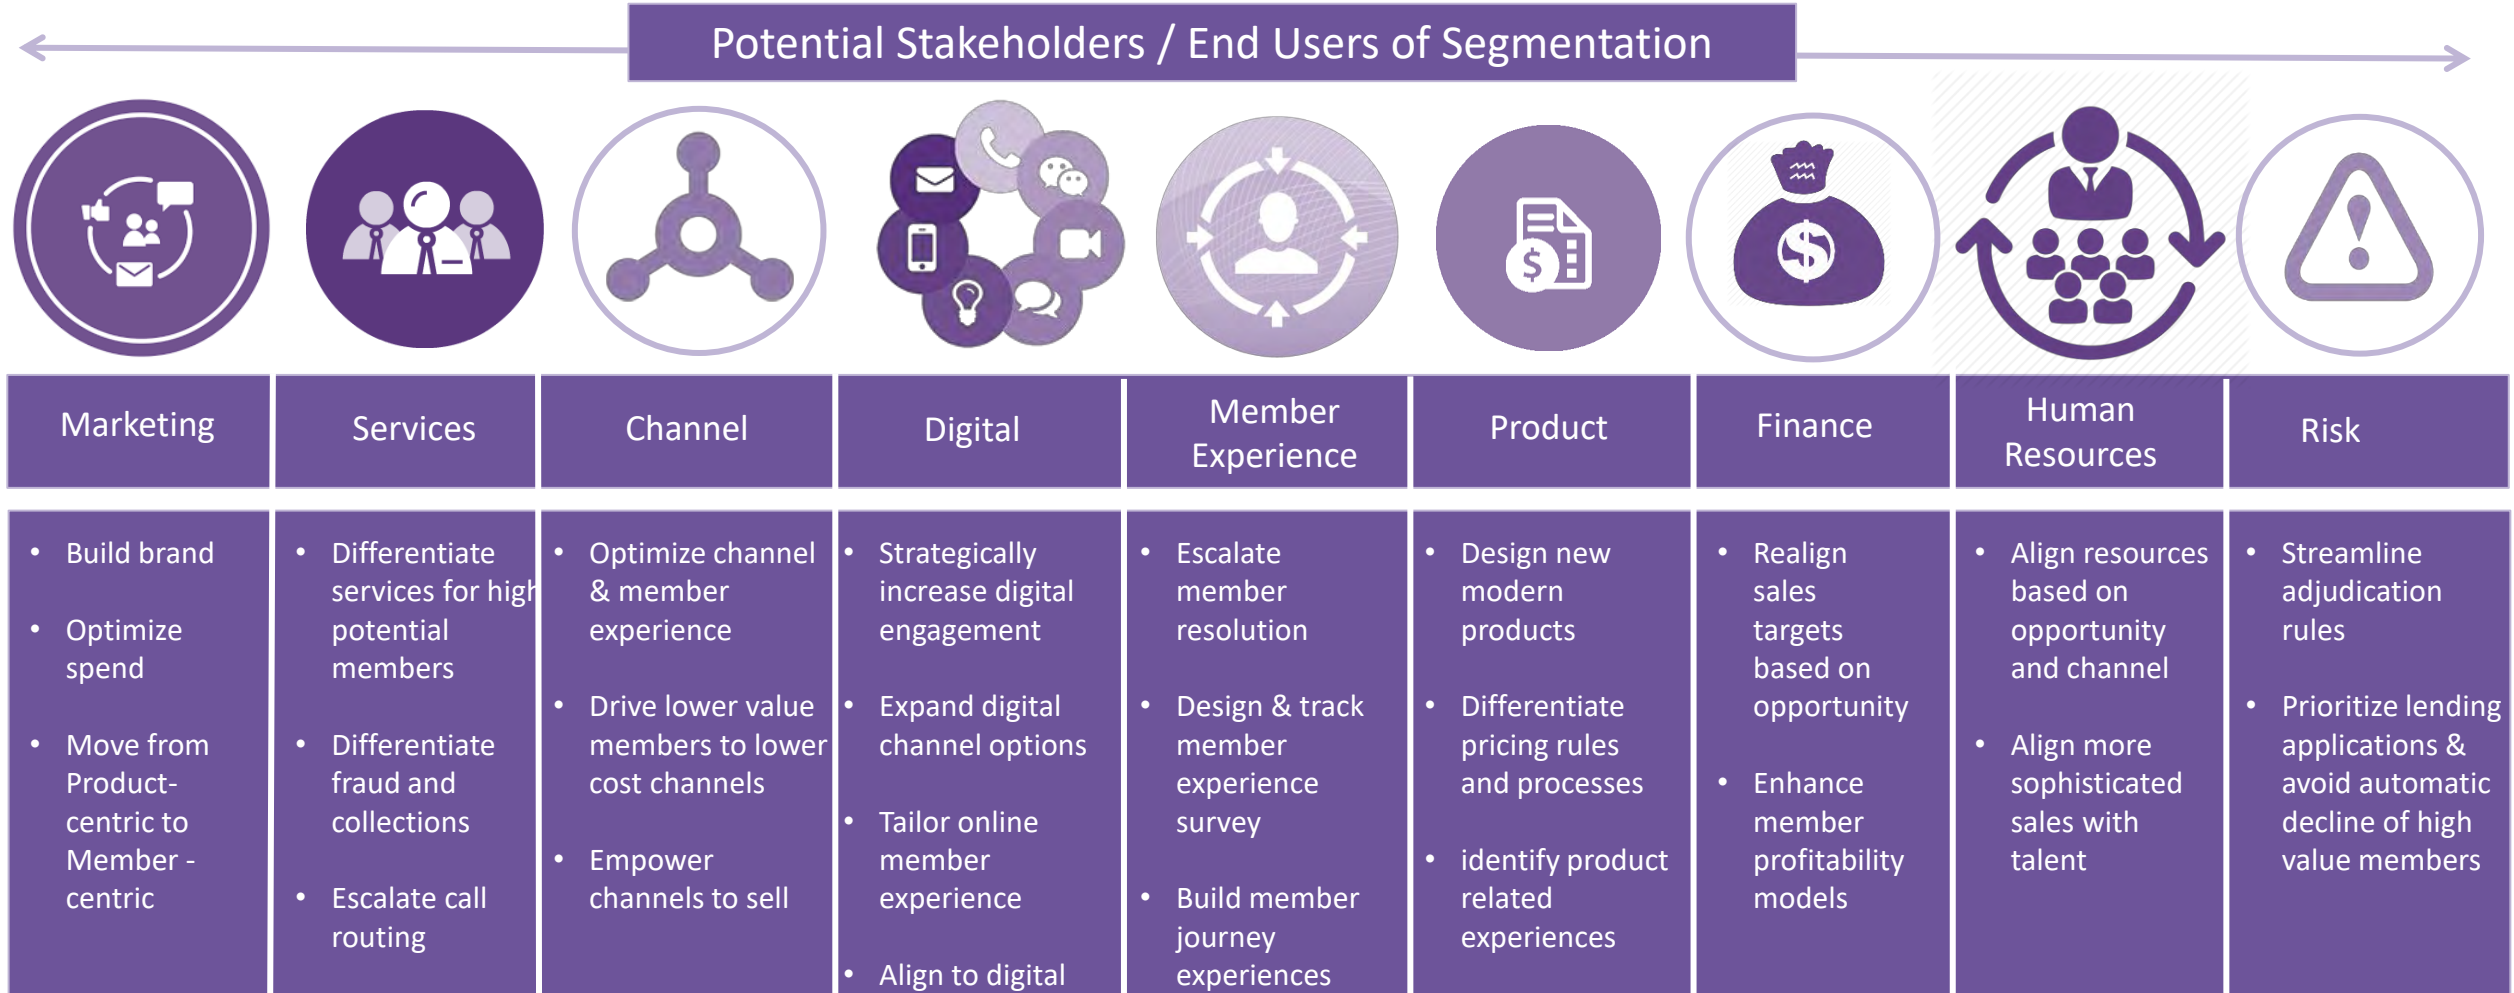 Potential Stakeholders / End Users of Segmentation
Marketing
Services
Channel
Digital
Member
Experience
Product
Finance
Human
Resources
Risk
• Build brand
• Optimize
spend
• Move from
Product-
centric to
Member -
centric
• Differentiate
services for high
potential
members
• Differentiate
fraud and
collections
• Escalate call
routing
• Optimize channel
& member
experience
• Drive lower value
members to lower
cost channels
• Empower
channels to sell
• Strategically
increase digital
engagement
• Expand digital
channel options
• Tailor online
member
experience
• Align to digital
• Escalate
member
resolution
• Design & track
member
experience
survey
• Build member
journey
experiences
• Design new
modern
products
• Differentiate
pricing rules
and processes
• identify product
related
experiences
• Realign
sales
targets
based on
opportunity
• Enhance
member
profitability
models
• Align resources
based on
opportunity
and channel
• Align more
sophisticated
sales with
talent
• Streamline
adjudication
rules
• Prioritize lending
applications &
avoid automatic
decline of high
value members